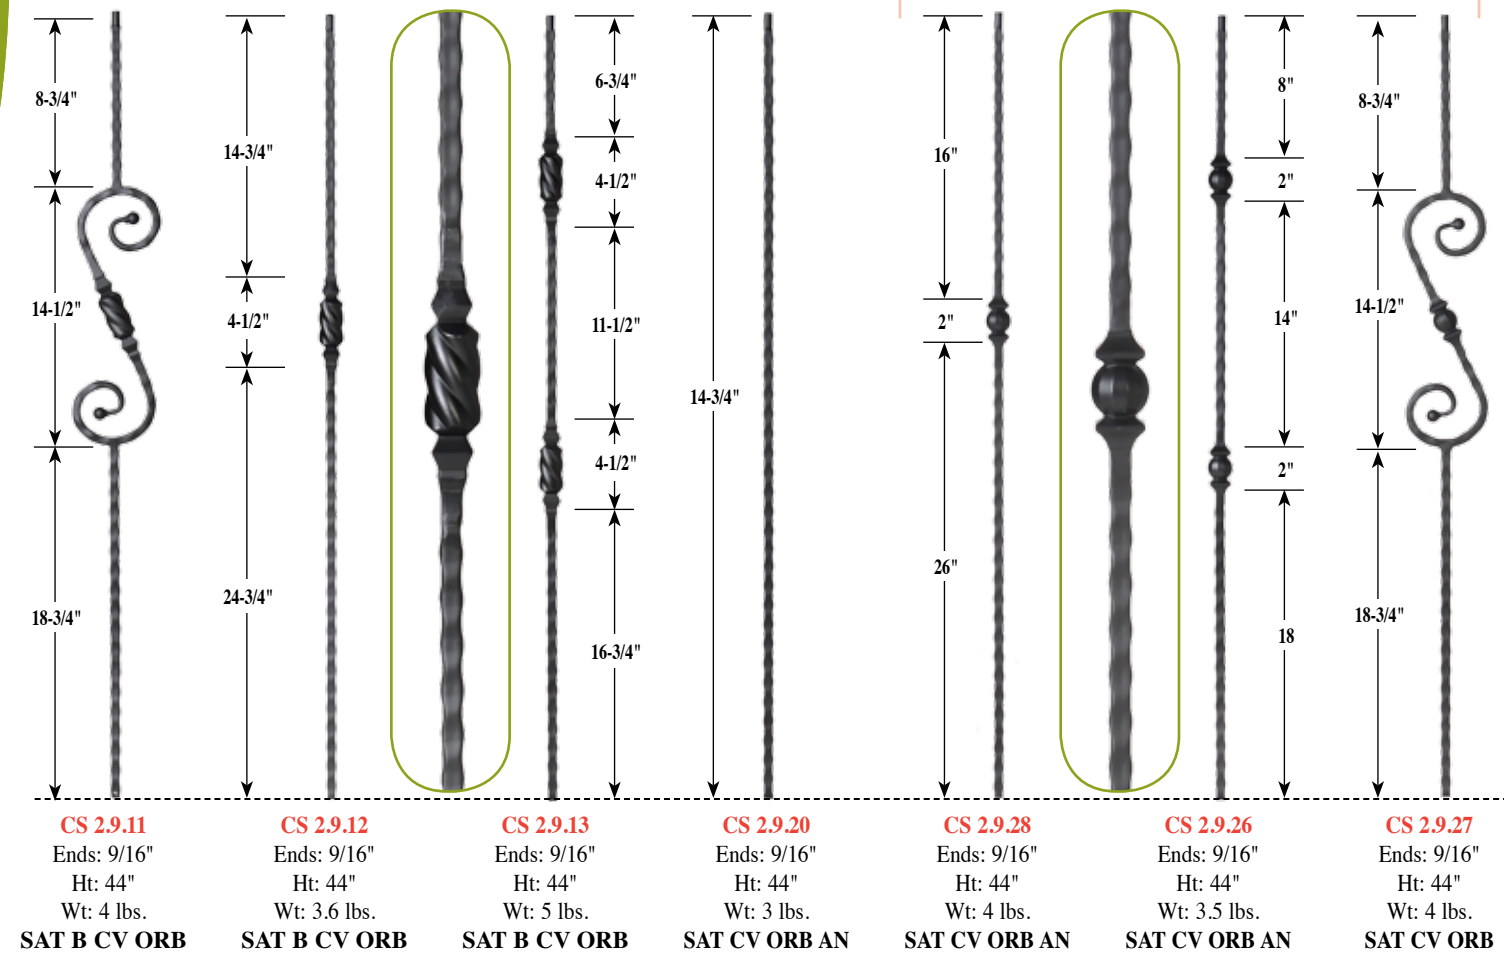 8-3/4"
14-1/2"
18-3/4"
14-3/4"
4-1/2"
24-3/4"
6-3/4"
4-1/2"
11-1/2"
4-1/2"
16-3/4"
14-3/4"
16"
2"
26"
8"
2"
14"
2"
18
8-3/4"
14-1/2"
18-3/4"
CS 2.9.11
Ends: 9/16"
Ht: 44"
Wt: 4 lbs.
SAT B CV ORB
CS 2.9.12
Ends: 9/16"
Ht: 44"
Wt: 3.6 lbs.
SAT B CV ORB
CS 2.9.13
Ends: 9/16"
Ht: 44"
Wt: 5 lbs.
SAT B CV ORB
CS 2.9.20
Ends: 9/16"
Ht: 44"
Wt: 3 lbs.
SAT CV ORB AN
CS 2.9.28
Ends: 9/16"
Ht: 44"
Wt: 4 lbs.
SAT CV ORB AN
CS 2.9.26
Ends: 9/16"
Ht: 44"
Wt: 3.5 lbs.
SAT CV ORB AN
CS 2.9.27
Ends: 9/16"
Ht: 44"
Wt: 4 lbs.
SAT CV ORB